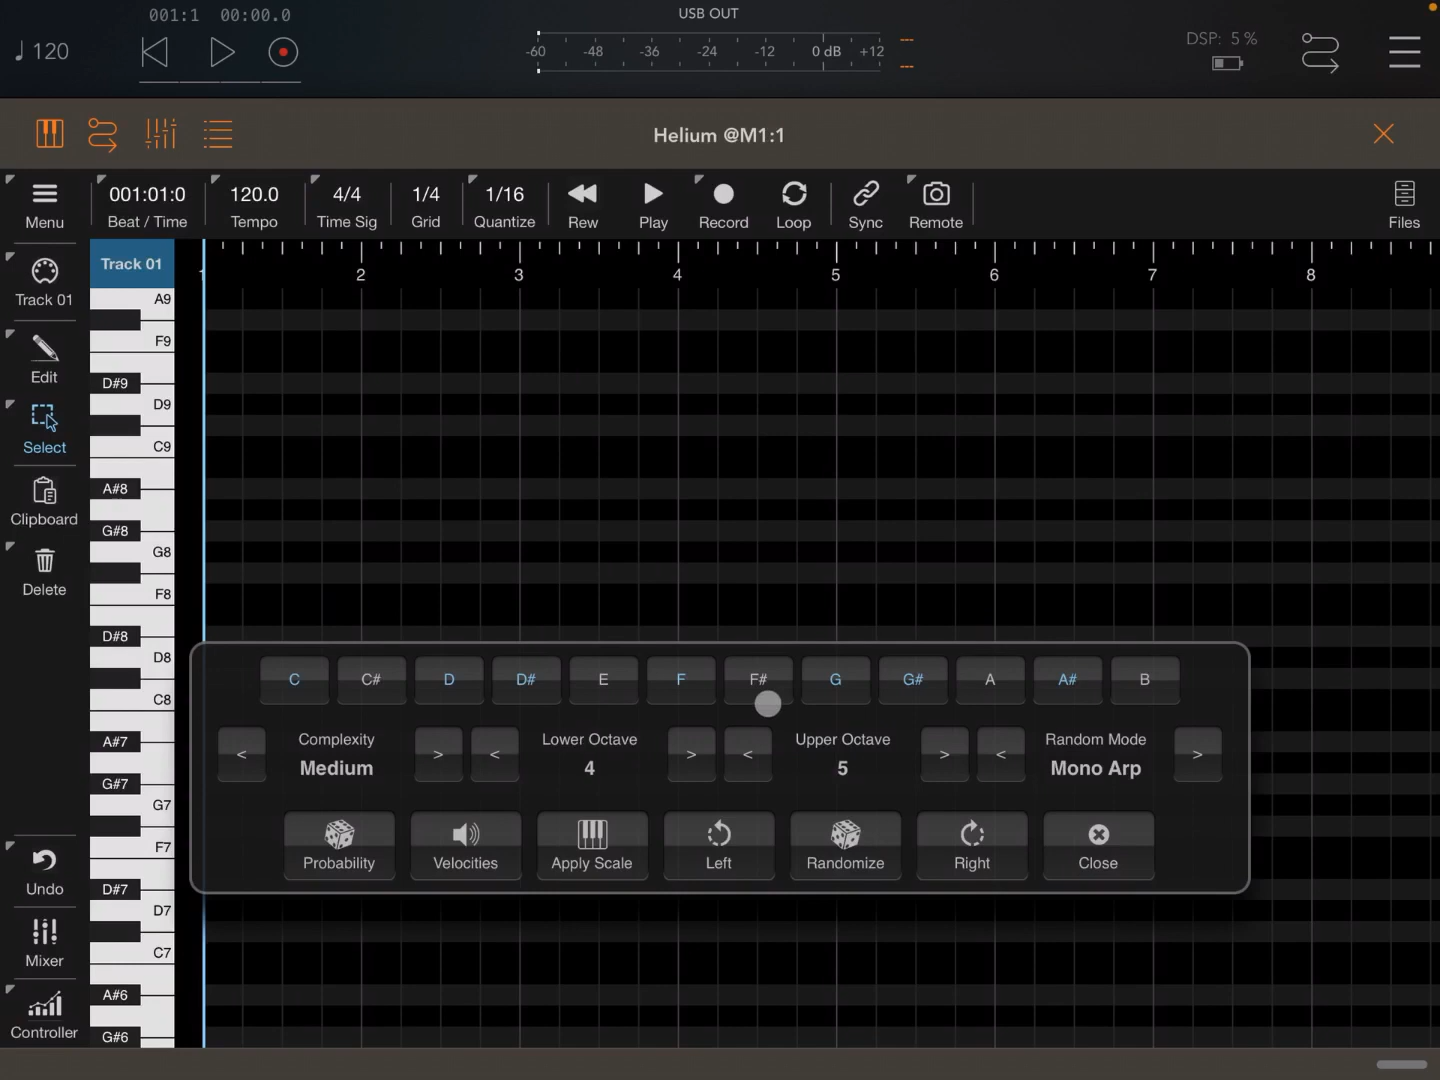 001:1 00:00.0
USB OUT
♩120
-60 -48 -36 -24 -12 0 dB +12
---
---
DSP: 5 %
Helium @M1:1
Menu
001:01:0
Beat / Time
120.0
Tempo
4/4
Time Sig
1/4
Grid
1/16
Quantize
Rew
Play
Record
Loop
Sync
Remote
Files
Track 01
1 2 3 4 5 6 7 8
Track 01
Edit
Select
Clipboard
Delete
Undo
Mixer
Controller
A9
F9
D#9
D9
C9
A#8
G#8
G8
F8
D#8
D8
C8
A#7
G#7
G7
F7
D#7
D7
C7
A#6
G#6
C C# D D# E F F# G G# A A# B
< Complexity >
Medium
< Lower Octave >
4
< Upper Octave >
5
< Random Mode >
Mono Arp
Probability
Velocities
Apply Scale
Left
Randomize
Right
Close